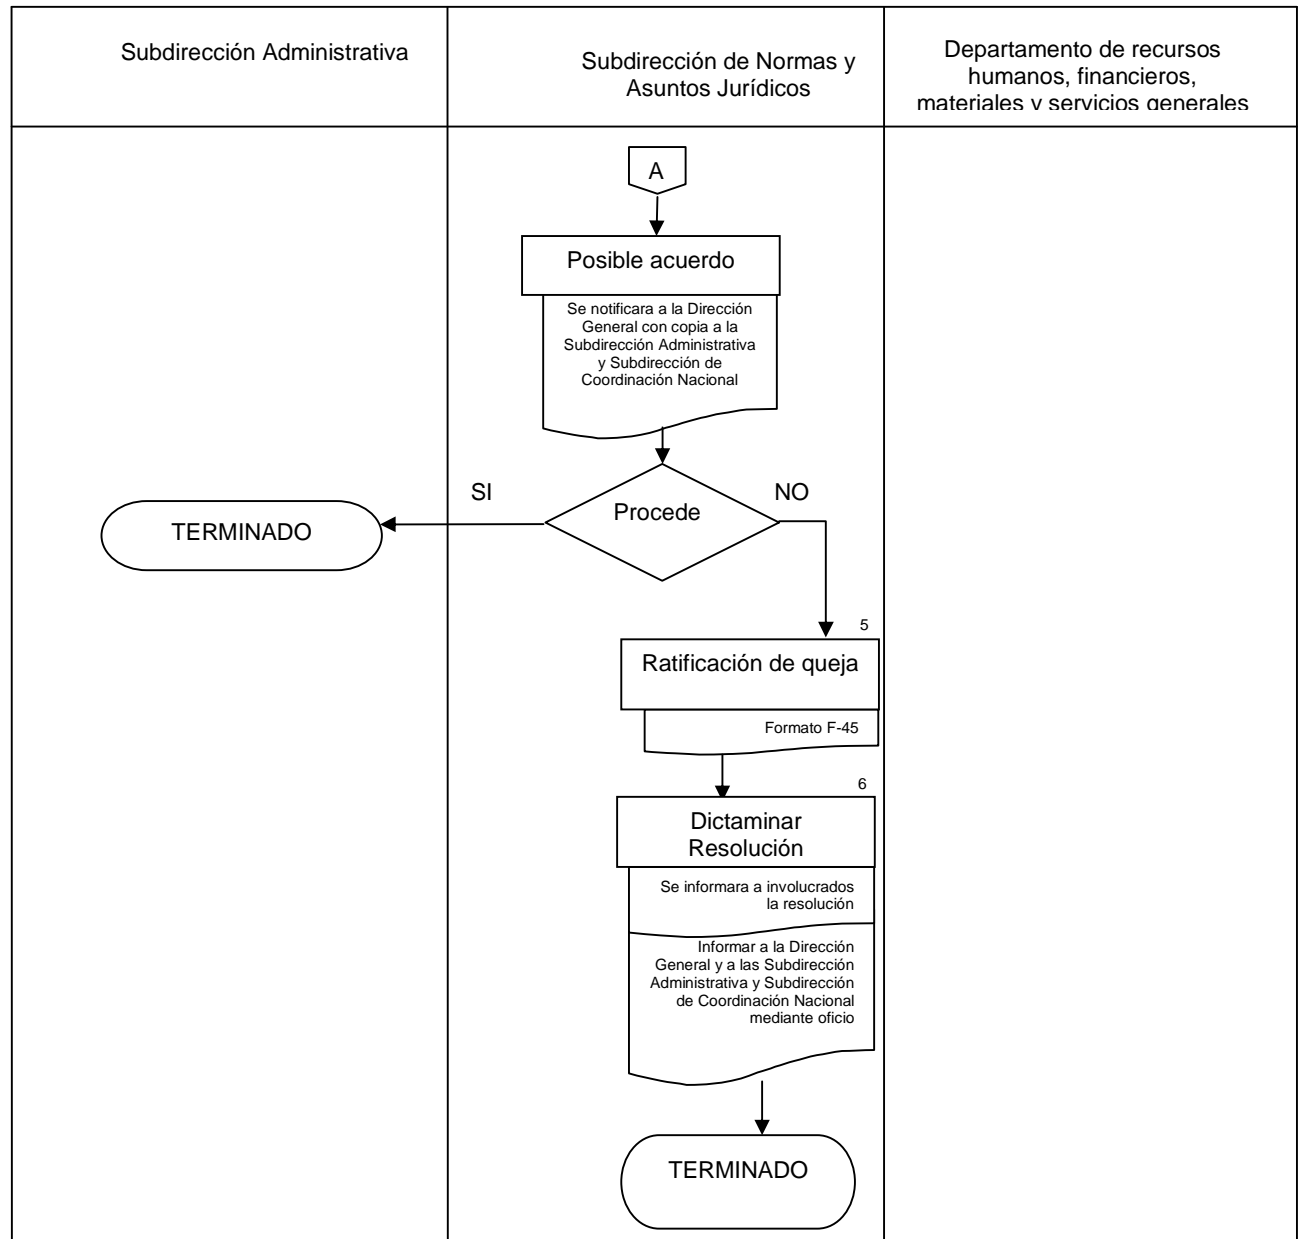 Subdirección Administrativa
Subdirección de Normas y
Asuntos Jurídicos
Departamento de recursos
humanos, financieros,
materiales y servicios generales
A
Posible acuerdo
Se notificara a la Dirección
General con copia a la
Subdirección Administrativa
y Subdirección de
Coordinación Nacional
SI
NO
Procede
TERMINADO
5
Ratificación de queja
Formato F-45
6
Dictaminar
Resolución
Se informara a involucrados
la resolución
Informar a la Dirección
General y a las Subdirección
Administrativa y Subdirección
de Coordinación Nacional
mediante oficio
TERMINADO